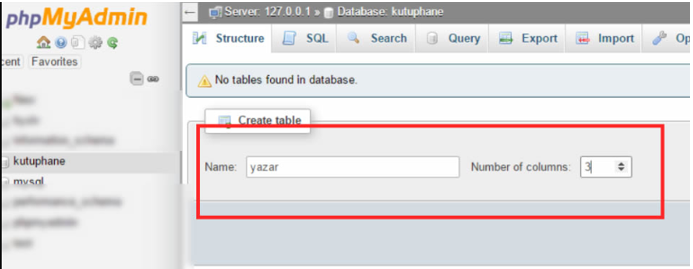 phpMyAdmin
cent Favorites
kutuphane
mysql
Server: 127.0.0.1 » Database: kutuphane
Structure SQL Search Query Export Import Op
No tables found in database.
Create table
Name: yazar Number of columns: 3